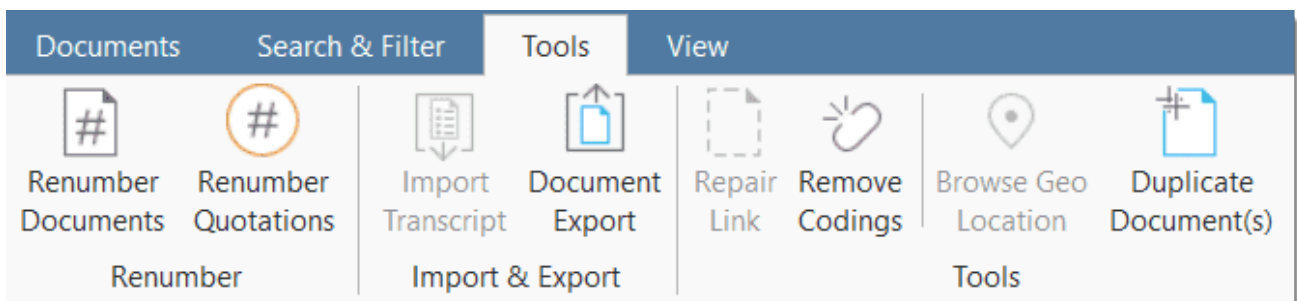 Documents Search & Filter Tools View
# #
Renumber Renumber Import Document Repair Remove Browse Geo Duplicate
Documents Quotations Transcript Export Link Codings Location Document(s)
Renumber Import & Export Tools